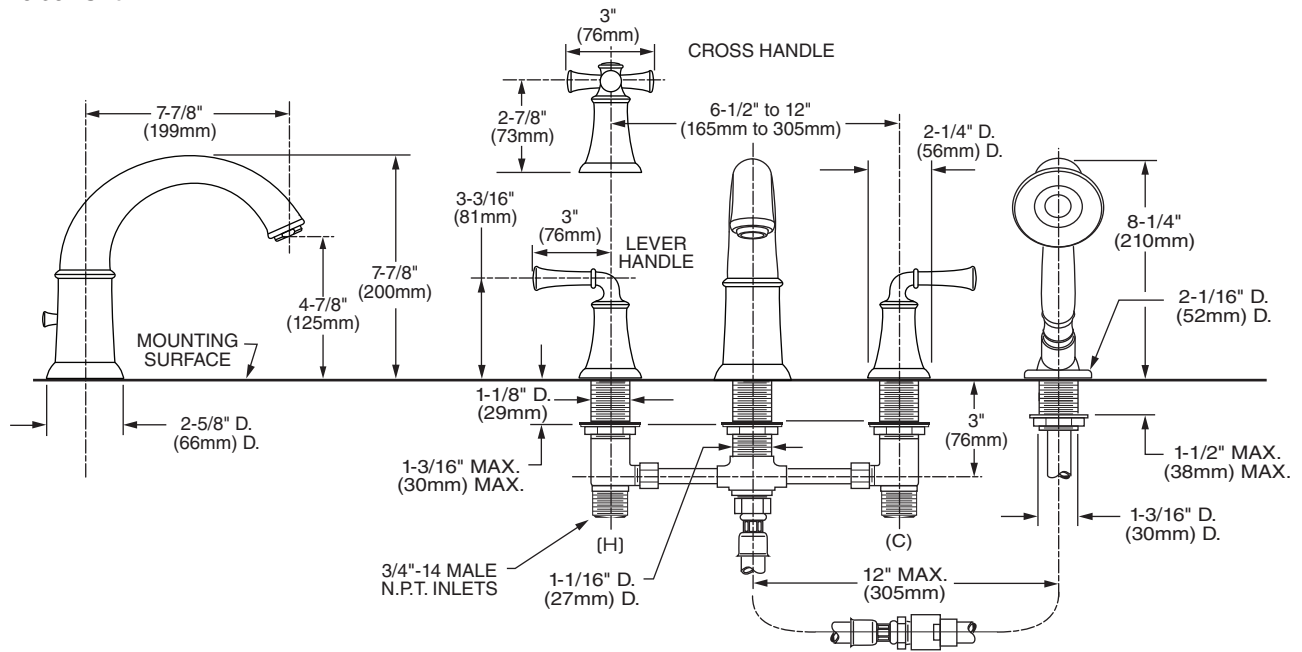 3"
(76mm)
CROSS HANDLE
7-7/8"
(199mm)
2-7/8"
(73mm)
6-1/2" to 12"
(165mm to 305mm)
2-1/4" D.
(56mm) D.
3-3/16"
(81mm)
3"
(76mm)
LEVER
HANDLE
8-1/4"
(210mm)
7-7/8"
(200mm)
4-7/8"
(125mm)
2-1/16" D.
(52mm) D.
MOUNTING
SURFACE
1-1/8" D.
(29mm)
3"
(76mm)
2-5/8" D.
(66mm) D.
1-3/16" MAX.
(30mm) MAX.
1-1/2" MAX.
(38mm) MAX.
1-3/16" D.
(30mm) D.
(H)
(C)
3/4"-14 MALE
N.P.T. INLETS
1-1/16" D.
(27mm) D.
12" MAX.
(305mm)